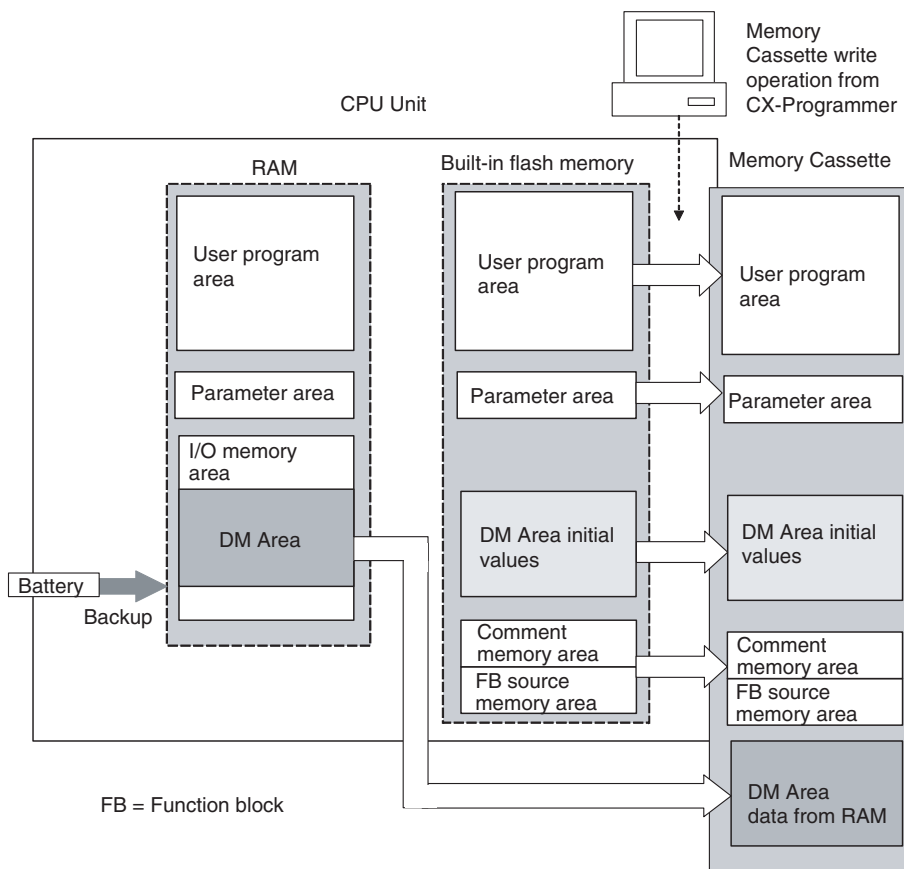 Memory
Cassette write
operation from
CX-Programmer
CPU Unit
RAM
Built-in flash memory
Memory Cassette
User program
area
User program
area
User program
area
Parameter area
Parameter area
Parameter area
I/O memory
area
DM Area
DM Area initial
values
DM Area initial
values
Battery
Backup
Comment
memory area
FB source
memory area
Comment
memory area
FB source
memory area
FB = Function block
DM Area
data from RAM